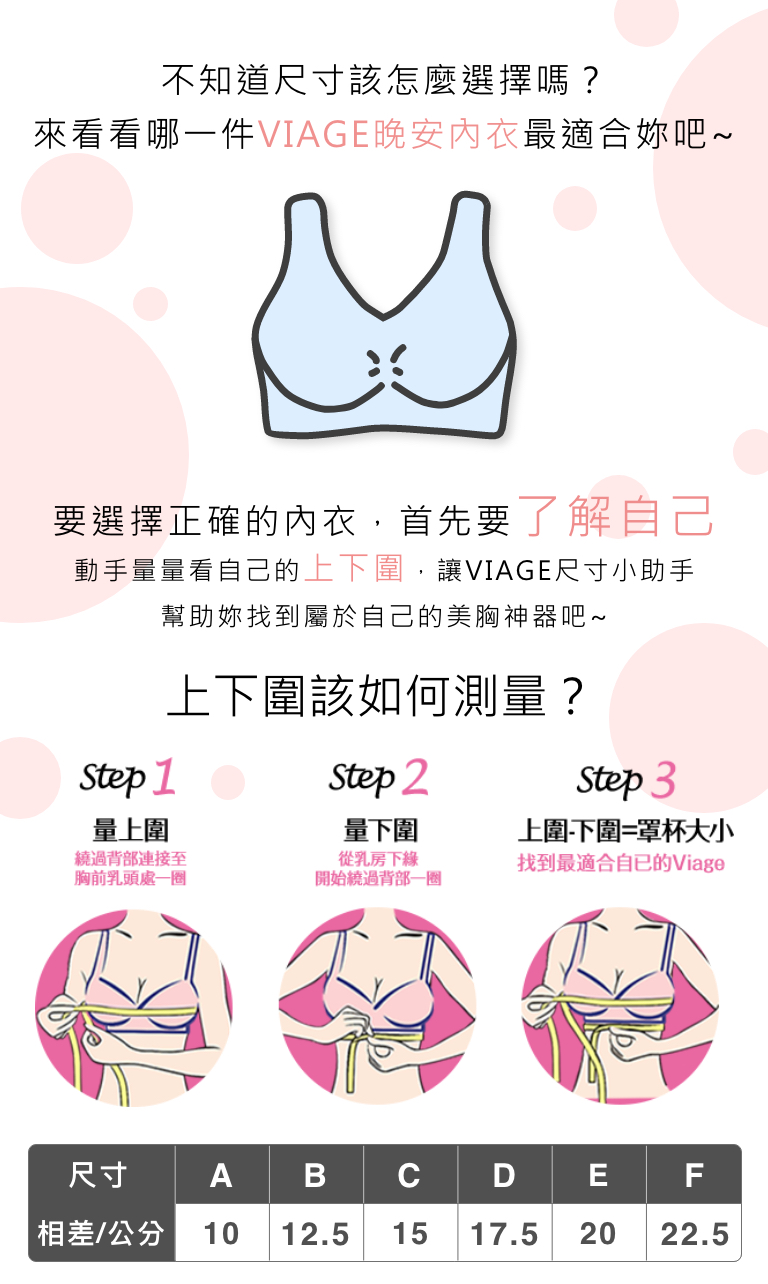 不知道尺寸該怎麼選擇嗎？
來看看哪一件VIAGE晚安內衣最適合妳吧~
要選擇正確的內衣，首先要了解自己
動手量量看自己的上下圍，讓VIAGE尺寸小助手
幫助妳找到屬於自己的美胸神器吧~
上下圍該如何測量？
Step 1
量上圍
繞過背部連接至
胸前乳頭處一圈
Step 2
量下圍
從乳房下緣
開始繞過背部一圈
Step 3
上圍-下圍=罩杯大小
找到最適合自已的Viage
尺寸 A B C D E F
相差/公分 10 12.5 15 17.5 20 22.5